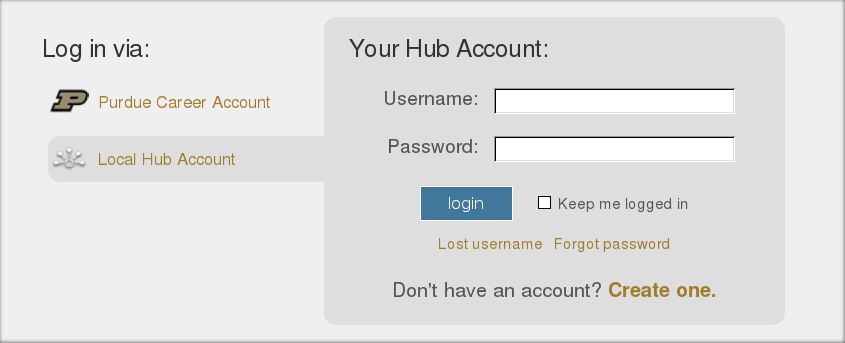 Log in via:
P Purdue Career Account
Local Hub Account
Your Hub Account:
Username:
Password:
login
Keep me logged in
Lost username Forgot password
Don't have an account? Create one.